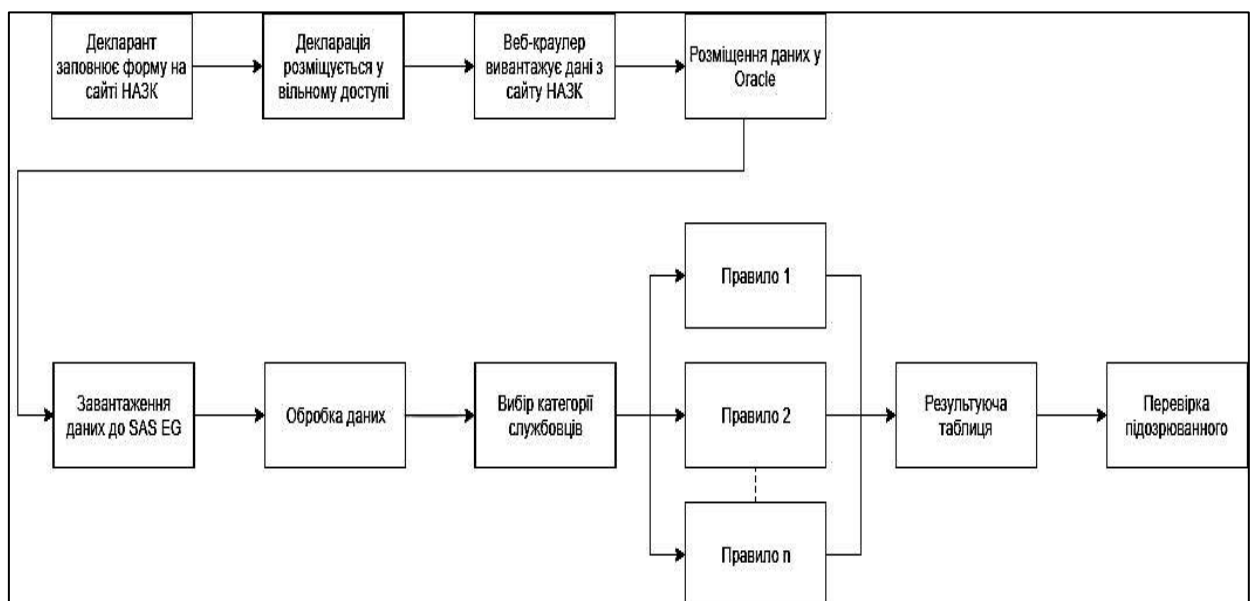 Декларант
заповнює форму на
сайті НАЗК
Декларація
розміщується у
вільному доступі
Веб-краулер
вивантажує дані з
сайту НАЗК
Розміщення даних у
Oracle
Завантаження
даних до SAS EG
Обробка даних
Вибір категорії
службовців
Правило 1
Правило 2
Правило n
Результуюча
таблиця
Перевірка
підозрюванного